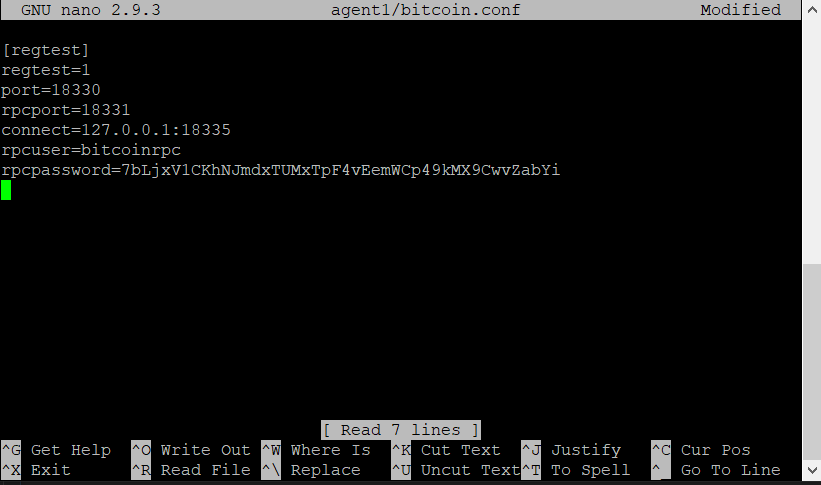 GNU nano 2.9.3 agent1/bitcoin.conf Modified
[regtest]
regtest=1
port=18330
rpcport=18331
connect=127.0.0.1:18335
rpcuser=bitcoinrpc
rpcpassword=7bLjxV1CKhNJmdxTUMxTpF4vEemWCp49kMX9CwvZabYi
[ Read 7 lines ]
^G Get Help ^O Write Out ^W Where Is ^K Cut Text ^J Justify ^C Cur Pos
^X Exit ^R Read File ^\ Replace ^U Uncut Text ^T To Spell ^_ Go To Line